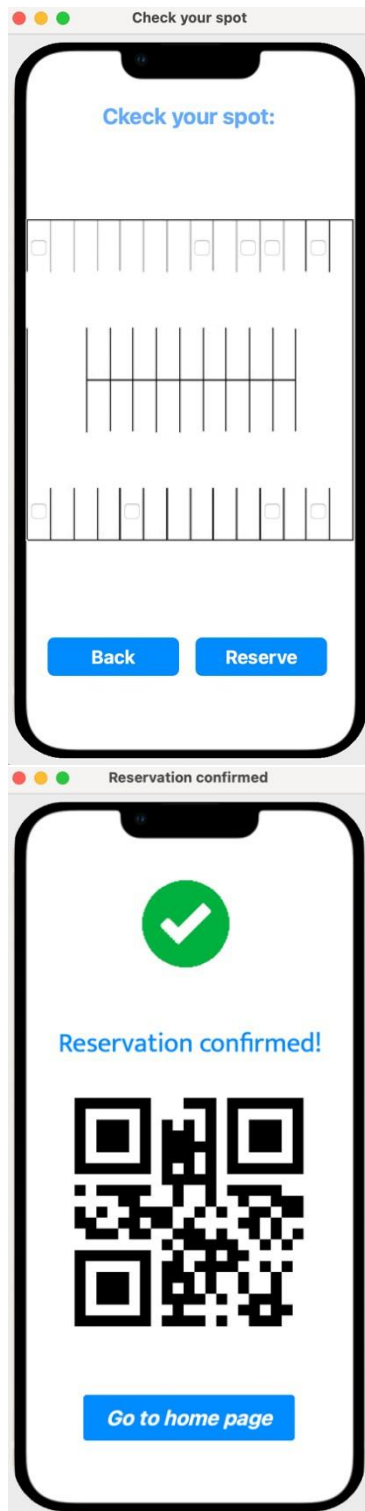 Check your spot
Ckeck your spot:
Back Reserve
Reservation confirmed
Reservation confirmed!
Go to home page